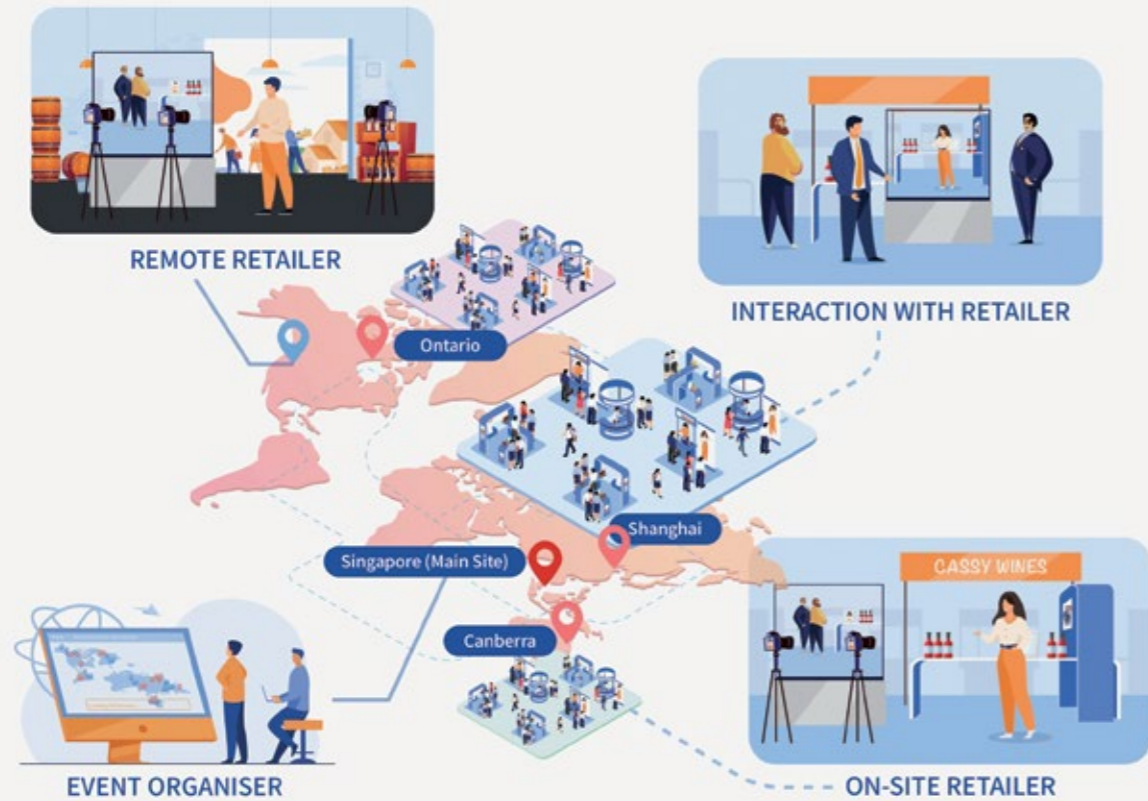 REMOTE RETAILER
INTERACTION WITH RETAILER
Ontario
Shanghai
Singapore (Main Site)
Canberra
CASSY WINES
EVENT ORGANISER
ON-SITE RETAILER